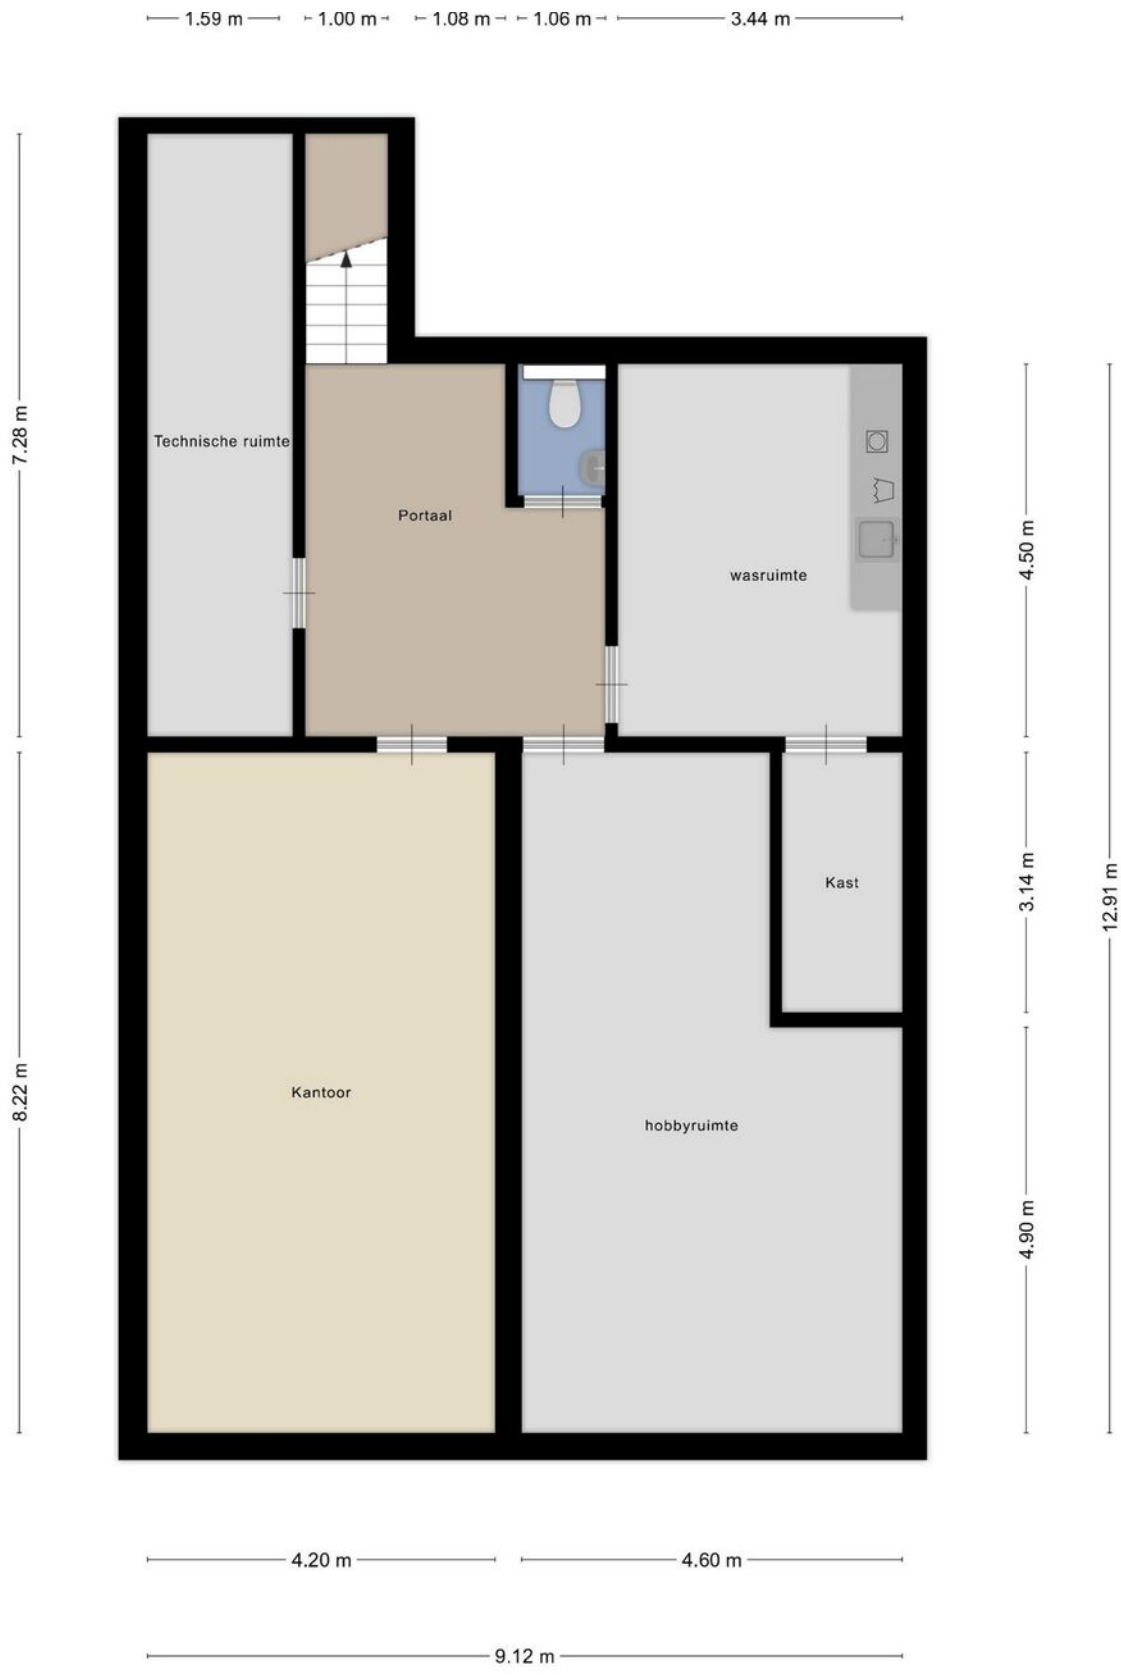 1.59 m
1.00 m
1.08 m
1.06 m
3.44 m
7.28 m
Technische ruimte
Portaal
wasruimte
4.50 m
Kast
3.14 m
12.91 m
8.22 m
Kantoor
hobbyruimte
4.90 m
4.20 m
4.60 m
9.12 m